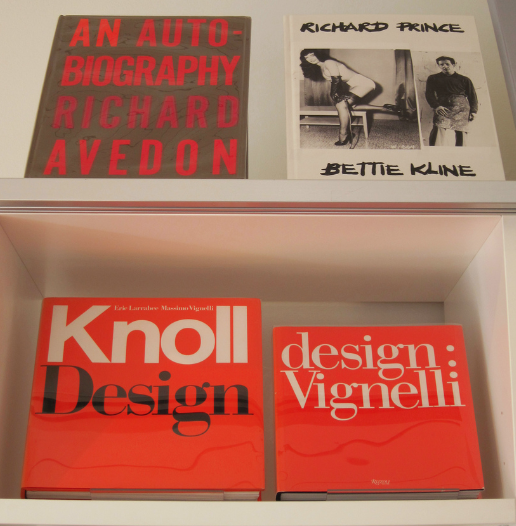 AN AUTO-
BIOGRAPHY
RICHARD
AVEDON
RICHARD PRINCE
BETTIE KLINE
Eric Larrabee Massimo Vignelli
Knoll
Design
design:
Vignelli
Rizzoli